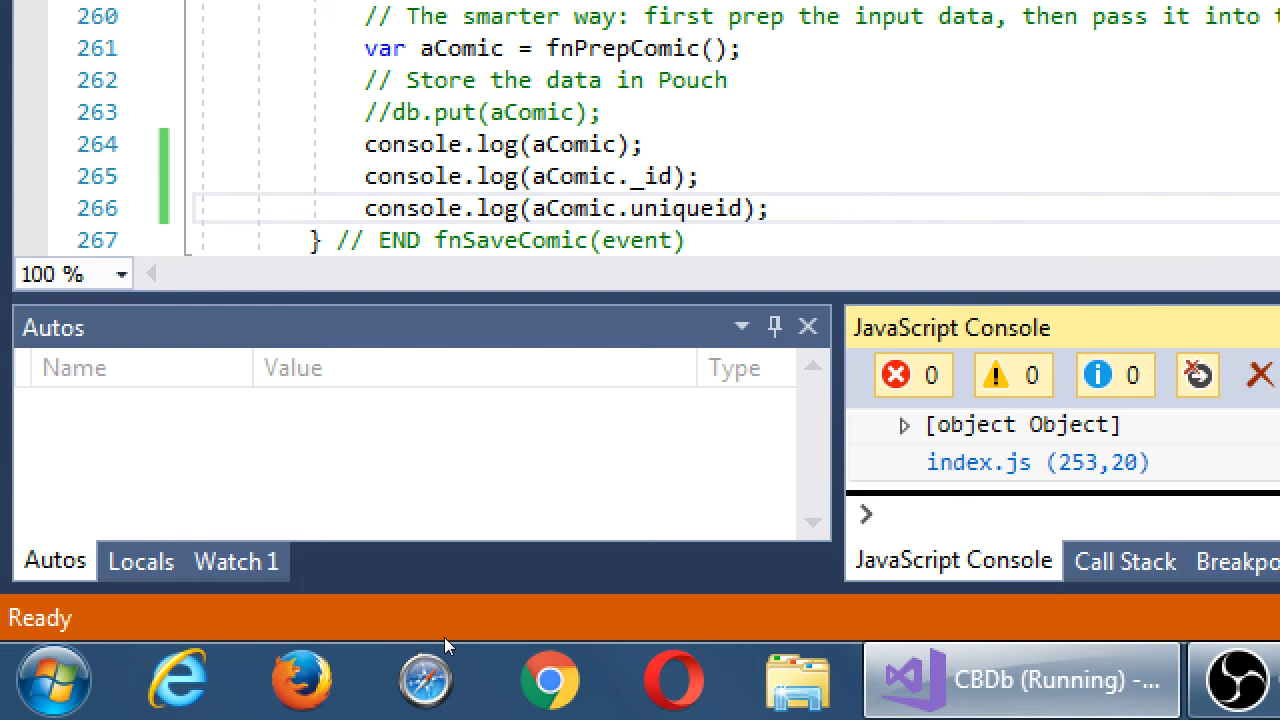 260 // The smarter way: first prep the input data, then pass it into
261 var aComic = fnPrepComic();
262 // Store the data in Pouch
263 //db.put(aComic);
264 console.log(aComic);
265 console.log(aComic._id);
266 console.log(aComic.uniqueid);
267 } // END fnSaveComic(event)
100 %
Autos
Name Value Type
JavaScript Console
0 0 0
[object Object]
index.js (253,20)
Autos Locals Watch 1
JavaScript Console Call Stack Breakpo
Ready
CBDb (Running) -...